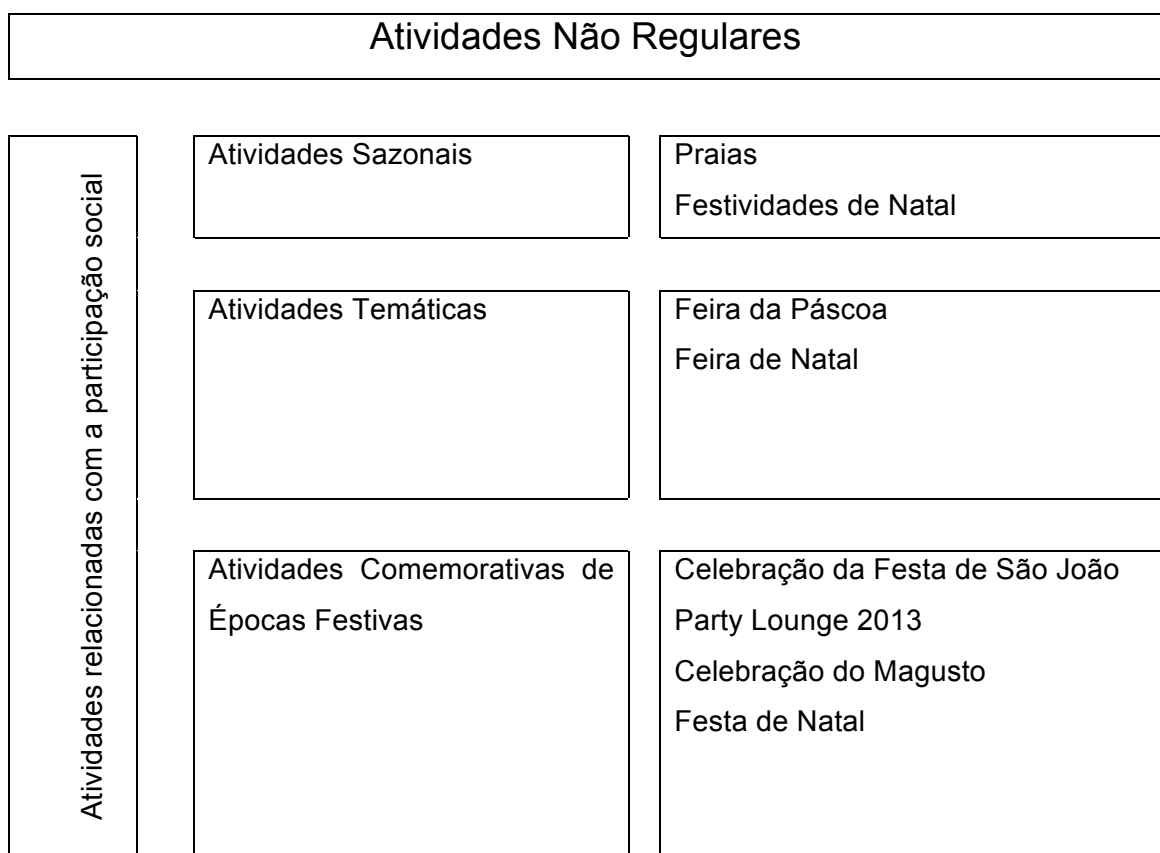 Atividades Não Regulares
Atividades relacionadas com a participação social
Atividades Sazonais
Praias
Festividades de Natal
Atividades Temáticas
Feira da Páscoa
Feira de Natal
Atividades Comemorativas de
Épocas Festivas
Celebração da Festa de São João
Party Lounge 2013
Celebração do Magusto
Festa de Natal